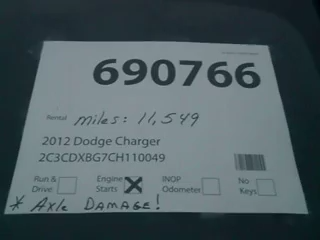 690766
Rental miles: 11,549
2012 Dodge Charger
2C3CDXBG7CH110049
Run & Drive Engine Starts INOP Odometer No Keys
* Axle DAMAGE!